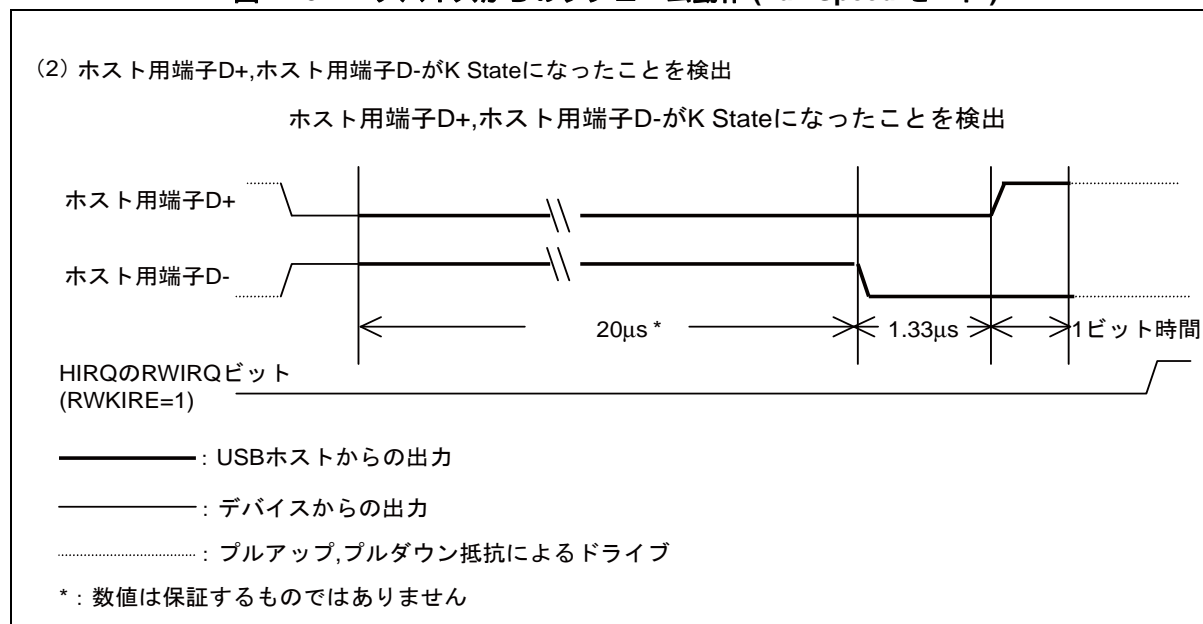 (2) ホスト用端子D+,ホスト用端子D-がK Stateになったことを検出
ホスト用端子D+,ホスト用端子D-がK Stateになったことを検出
ホスト用端子D+
ホスト用端子D-
20μs * 1.33μs 1ビット時間
HIRQのRWIRQビット
(RWKIRE=1)
: USBホストからの出力
: デバイスからの出力
: プルアップ,プルダウン抵抗によるドライブ
* : 数値は保証するものではありません